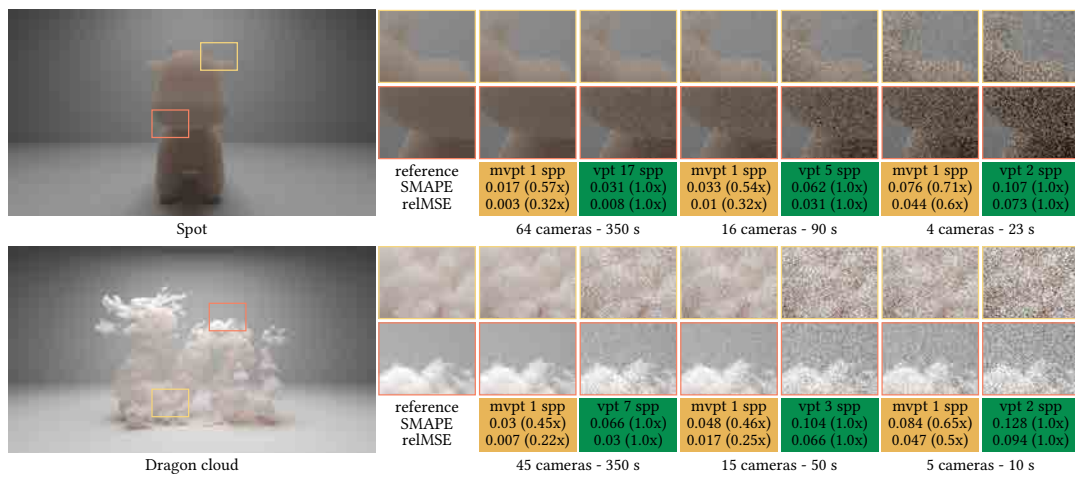 reference mvpt 1 spp vpt 17 spp mvpt 1 spp vpt 5 spp mvpt 1 spp vpt 2 spp
SMAPE 0.017 (0.57x) 0.031 (1.0x) 0.033 (0.54x) 0.062 (1.0x) 0.076 (0.71x) 0.107 (1.0x)
relMSE 0.003 (0.32x) 0.008 (1.0x) 0.01 (0.32x) 0.031 (1.0x) 0.044 (0.6x) 0.073 (1.0x)
Spot 64 cameras - 350 s 16 cameras - 90 s 4 cameras - 23 s
reference mvpt 1 spp vpt 7 spp mvpt 1 spp vpt 3 spp mvpt 1 spp vpt 2 spp
SMAPE 0.03 (0.45x) 0.066 (1.0x) 0.048 (0.46x) 0.104 (1.0x) 0.084 (0.65x) 0.128 (1.0x)
relMSE 0.007 (0.22x) 0.03 (1.0x) 0.017 (0.25x) 0.066 (1.0x) 0.047 (0.5x) 0.094 (1.0x)
Dragon cloud 45 cameras - 350 s 15 cameras - 50 s 5 cameras - 10 s